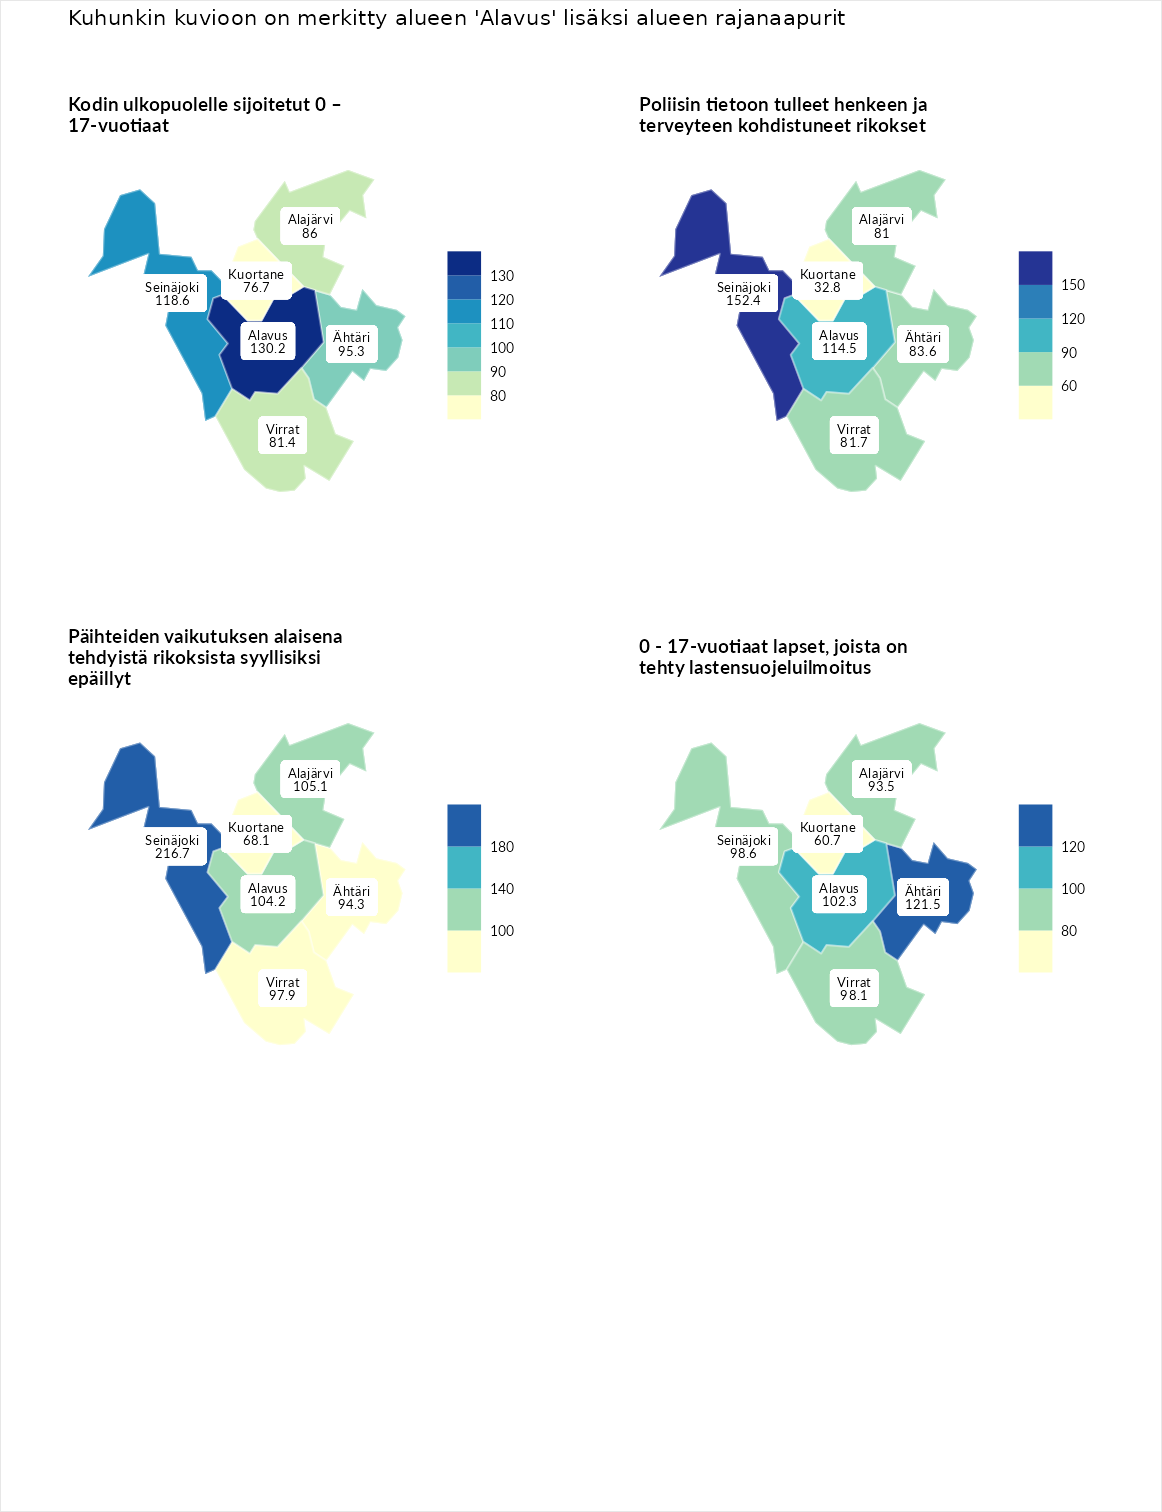 Kuhunkin kuvioon on merkitty alueen 'Alavus' lisäksi alueen rajanaapurit
Kodin ulkopuolelle sijoitetut 0 –
17-vuotiaat
Alajärvi
86
Kuortane
76.7
Seinäjoki
118.6
Alavus
130.2
Ähtäri
95.3
Virrat
81.4
130
120
110
100
90
80
Poliisin tietoon tulleet henkeen ja
terveyteen kohdistuneet rikokset
Alajärvi
81
Kuortane
32.8
Seinäjoki
152.4
Alavus
114.5
Ähtäri
83.6
Virrat
81.7
150
120
90
60
Päihteiden vaikutuksen alaisena
tehdyistä rikoksista syyllisiksi
epäillyt
Alajärvi
105.1
Kuortane
68.1
Seinäjoki
216.7
Alavus
104.2
Ähtäri
94.3
Virrat
97.9
180
140
100
0 - 17-vuotiaat lapset, joista on
tehty lastensuojeluilmoitus
Alajärvi
93.5
Kuortane
60.7
Seinäjoki
98.6
Alavus
102.3
Ähtäri
121.5
Virrat
98.1
120
100
80